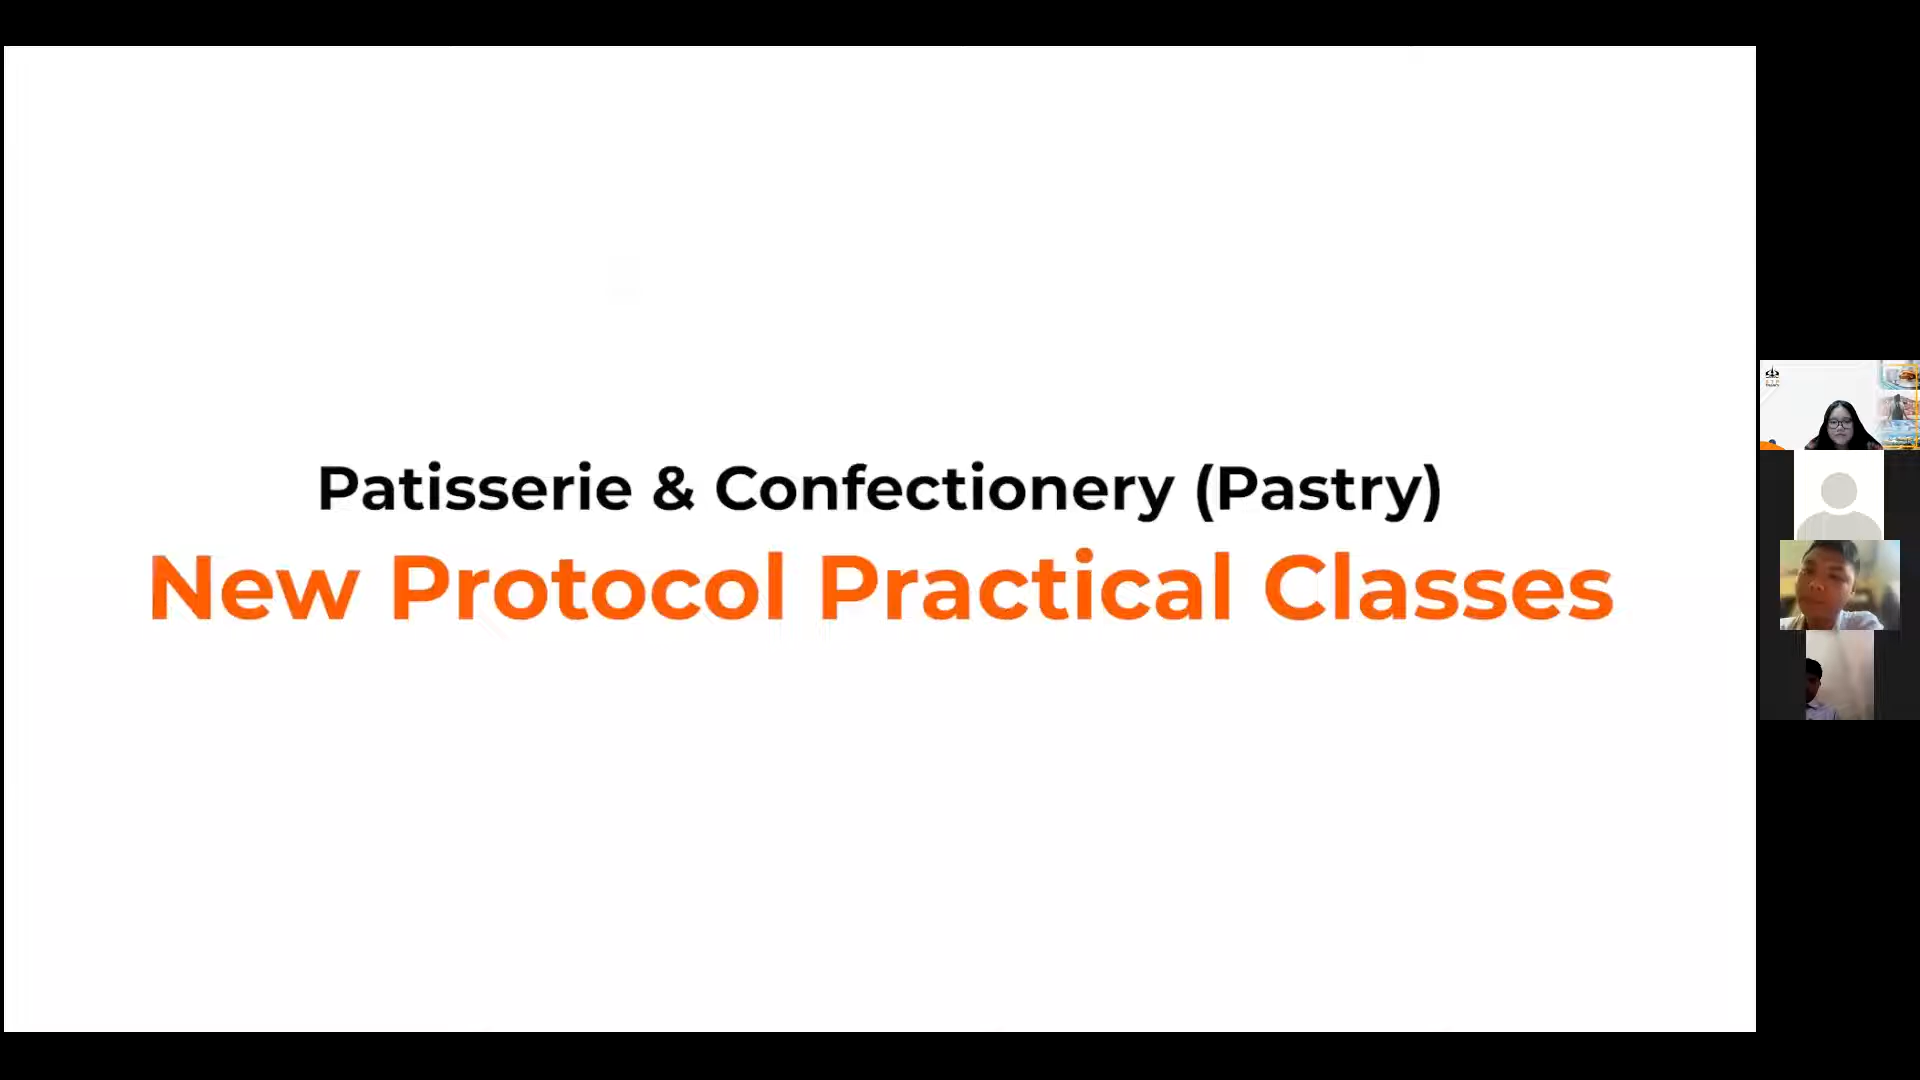 Patisserie & Confectionery (Pastry)
New Protocol Practical Classes